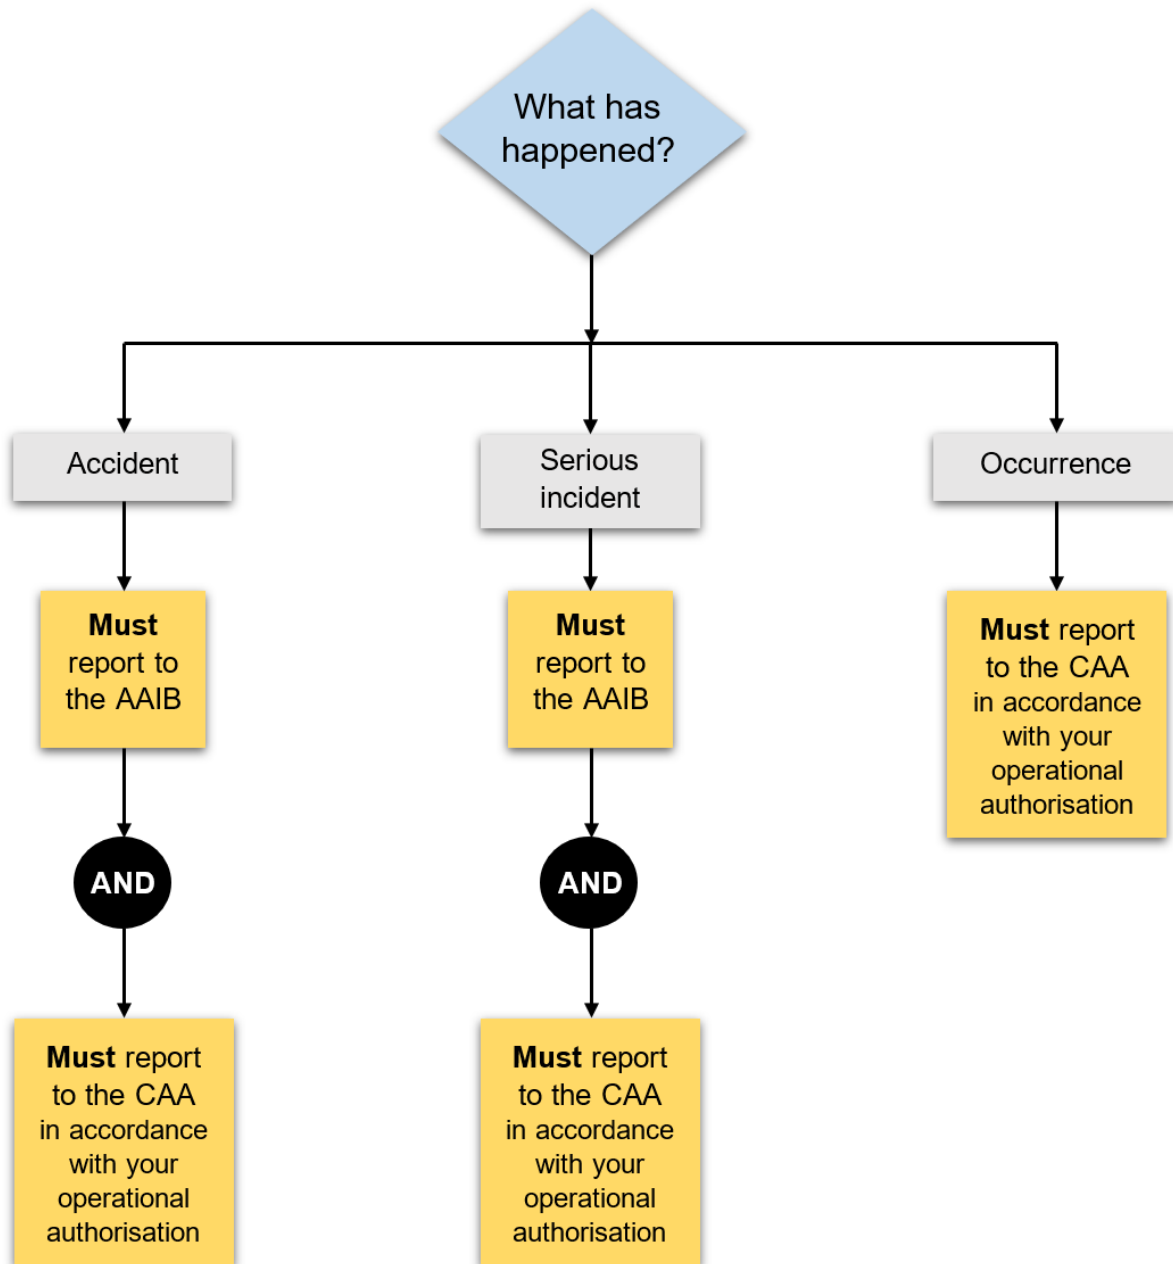 What has
happened?
Accident
Serious
incident
Occurrence
Must
report to
the AAIB
Must
report to
the AAIB
Must report
to the CAA
in accordance
with your
operational
authorisation
AND
AND
Must report
to the CAA
in accordance
with your
operational
authorisation
Must report
to the CAA
in accordance
with your
operational
authorisation